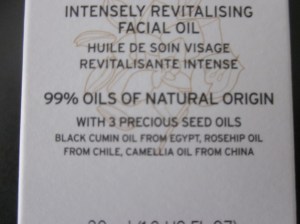 INTENSELY REVITALISING
FACIAL OIL
HUILE DE SOIN VISAGE
REVITALISANTE INTENSE
99% OILS OF NATURAL ORIGIN
WITH 3 PRECIOUS SEED OILS
BLACK CUMIN OIL FROM EGYPT, ROSEHIP OIL
FROM CHILE, CAMELLIA OIL FROM CHINA